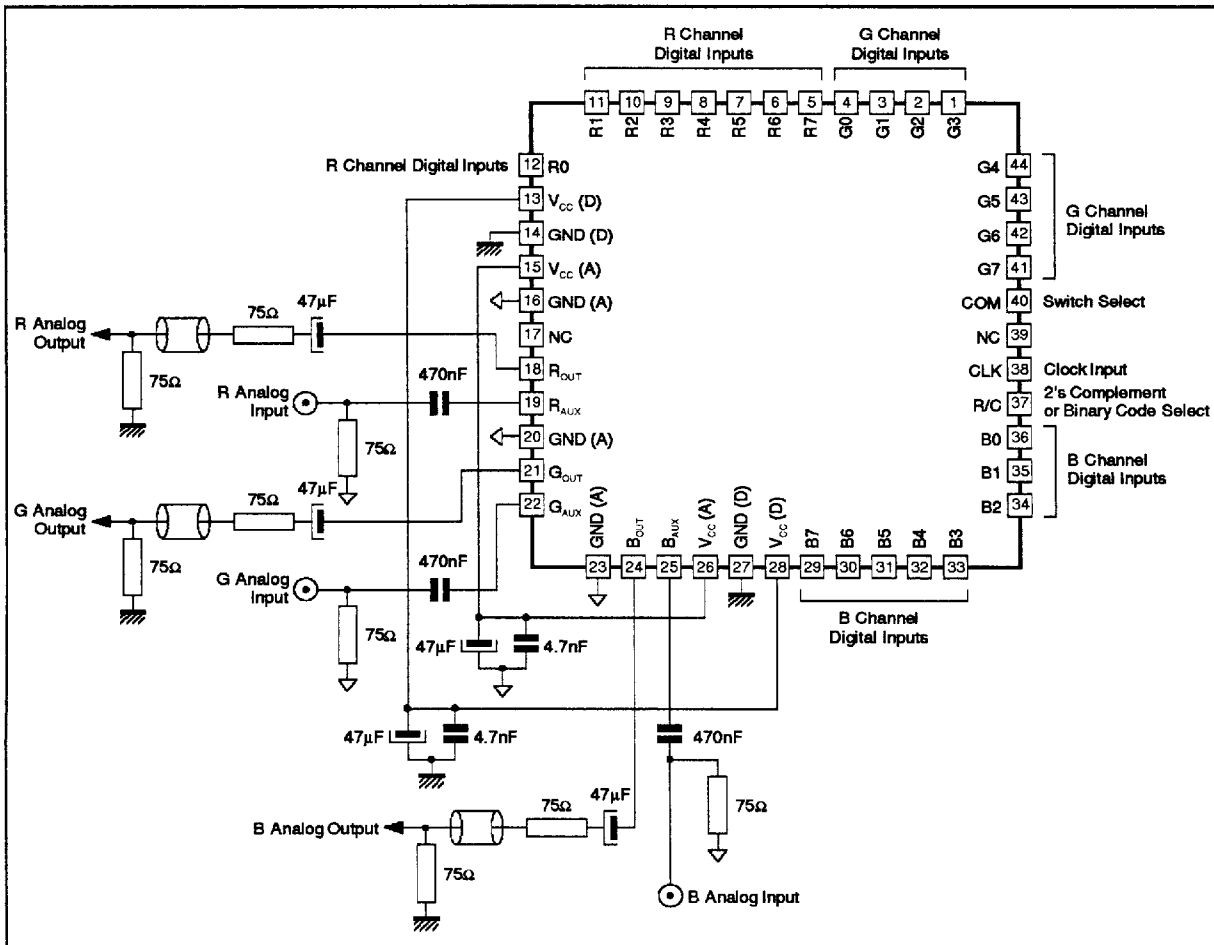 R Channel
Digital Inputs
G Channel
Digital Inputs
11 10 9 8 7 6 5 4 3 2 1
R1 R2 R3 R4 R5 R6 R7 G0 G1 G2 G3
R Channel Digital Inputs 12 R0
13 VCC (D)
14 GND (D)
15 VCC (A)
16 GND (A)
17 NC
18 ROUT
19 RAUX
20 GND (A)
21 GOUT
22 GAUX
G4 44
G5 43
G6 42
G7 41
G Channel
Digital Inputs
COM 40 Switch Select
NC 39
CLK 38 Clock Input
R/C 37 2's Complement
or Binary Code Select
B0 36
B1 35
B2 34
B Channel
Digital Inputs
R Analog
Output
75Ω
75Ω
47µF
R Analog
Input
470nF
75Ω
G Analog
Output
75Ω
75Ω
47µF
G Analog
Input
470nF
75Ω
GND (A) BOUT BAUX VCC (A) GND (D) VCC (D) B7 B6 B5 B4 B3
23 24 25 26 27 28 29 30 31 32 33
B Channel
Digital Inputs
47µF 4.7nF
47µF 4.7nF
470nF
75Ω
B Analog Output
75Ω
75Ω
47µF
B Analog Input